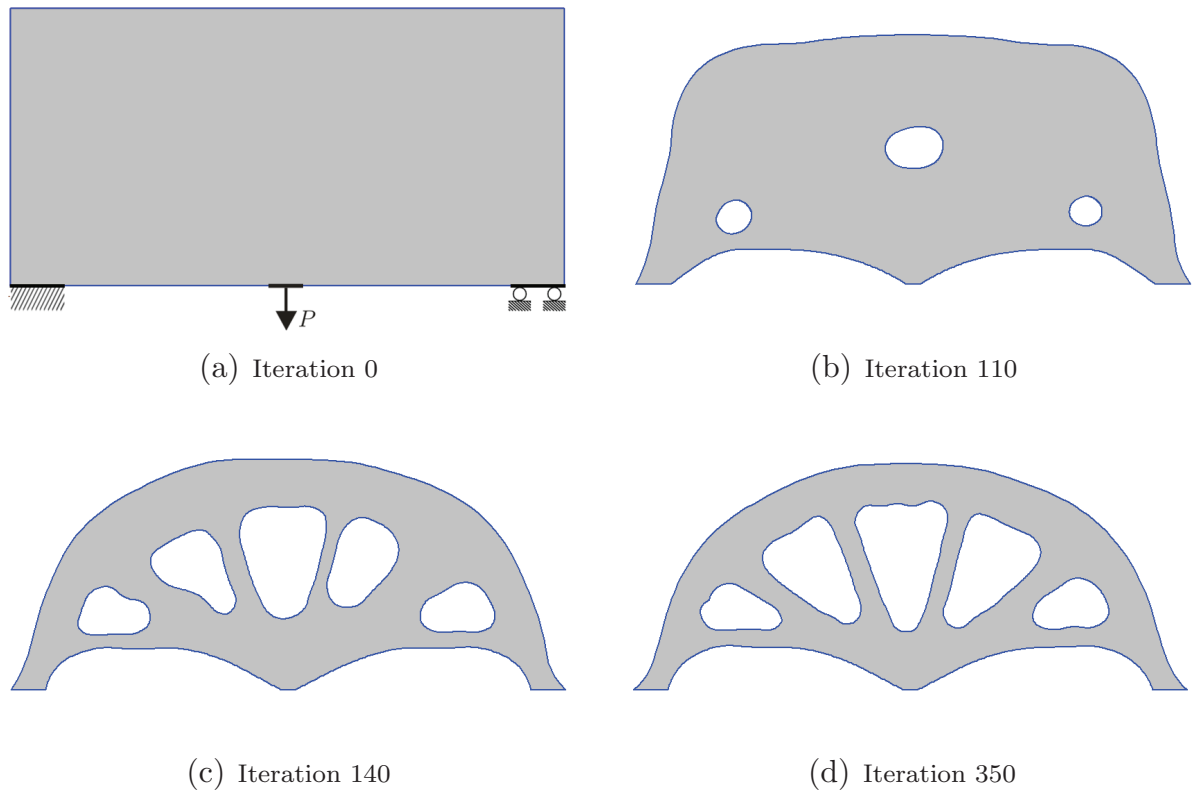 P
(a) Iteration 0
(b) Iteration 110
(c) Iteration 140
(d) Iteration 350